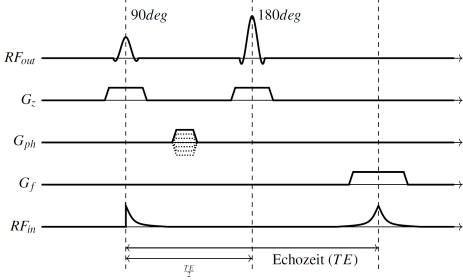 90deg
180deg
RF_out
G_z
G_ph
G_f
RF_in
Echozeit (TE)
TE/2